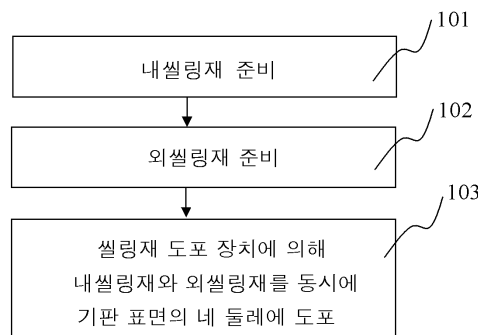 101
내씰링재 준비
102
외씰링재 준비
103
씰링재 도포 장치에 의해
내씰링재와 외씰링재를 동시에
기판 표면의 네 둘레에 도포